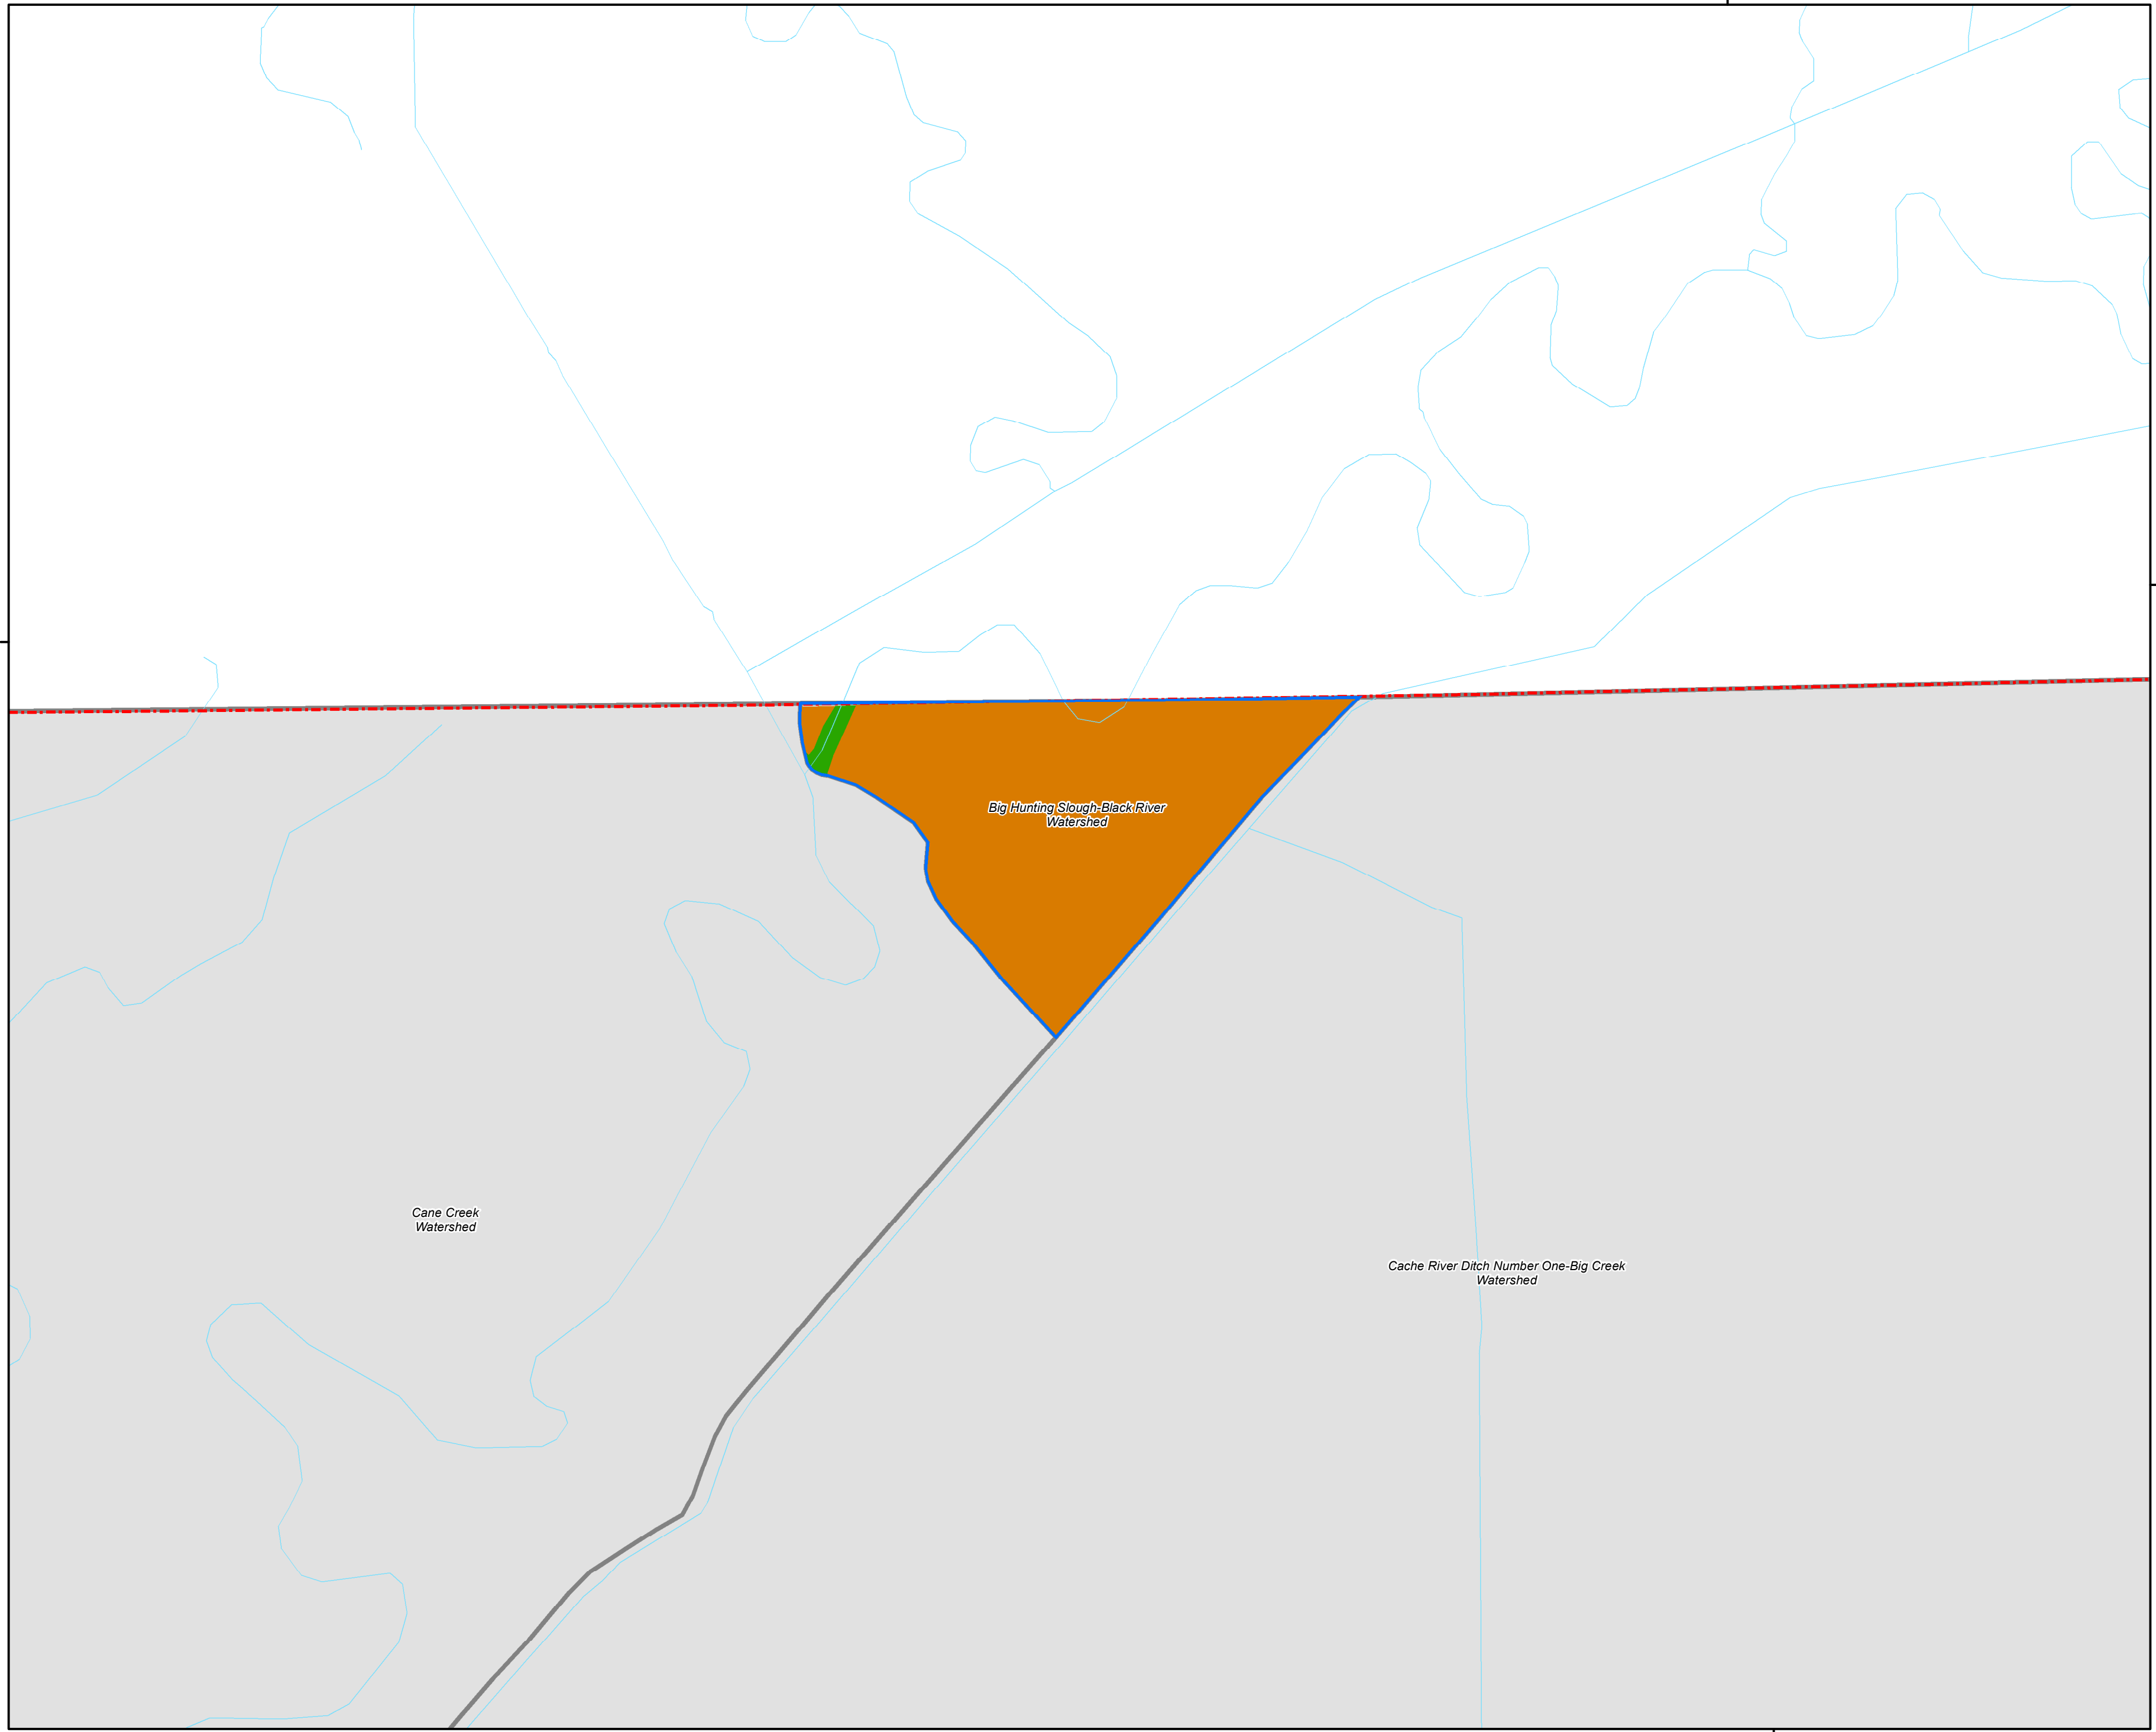 Big Hunting Slough-Black River
Watershed
Cane Creek
Watershed
Cache River Ditch Number One-Big Creek
Watershed